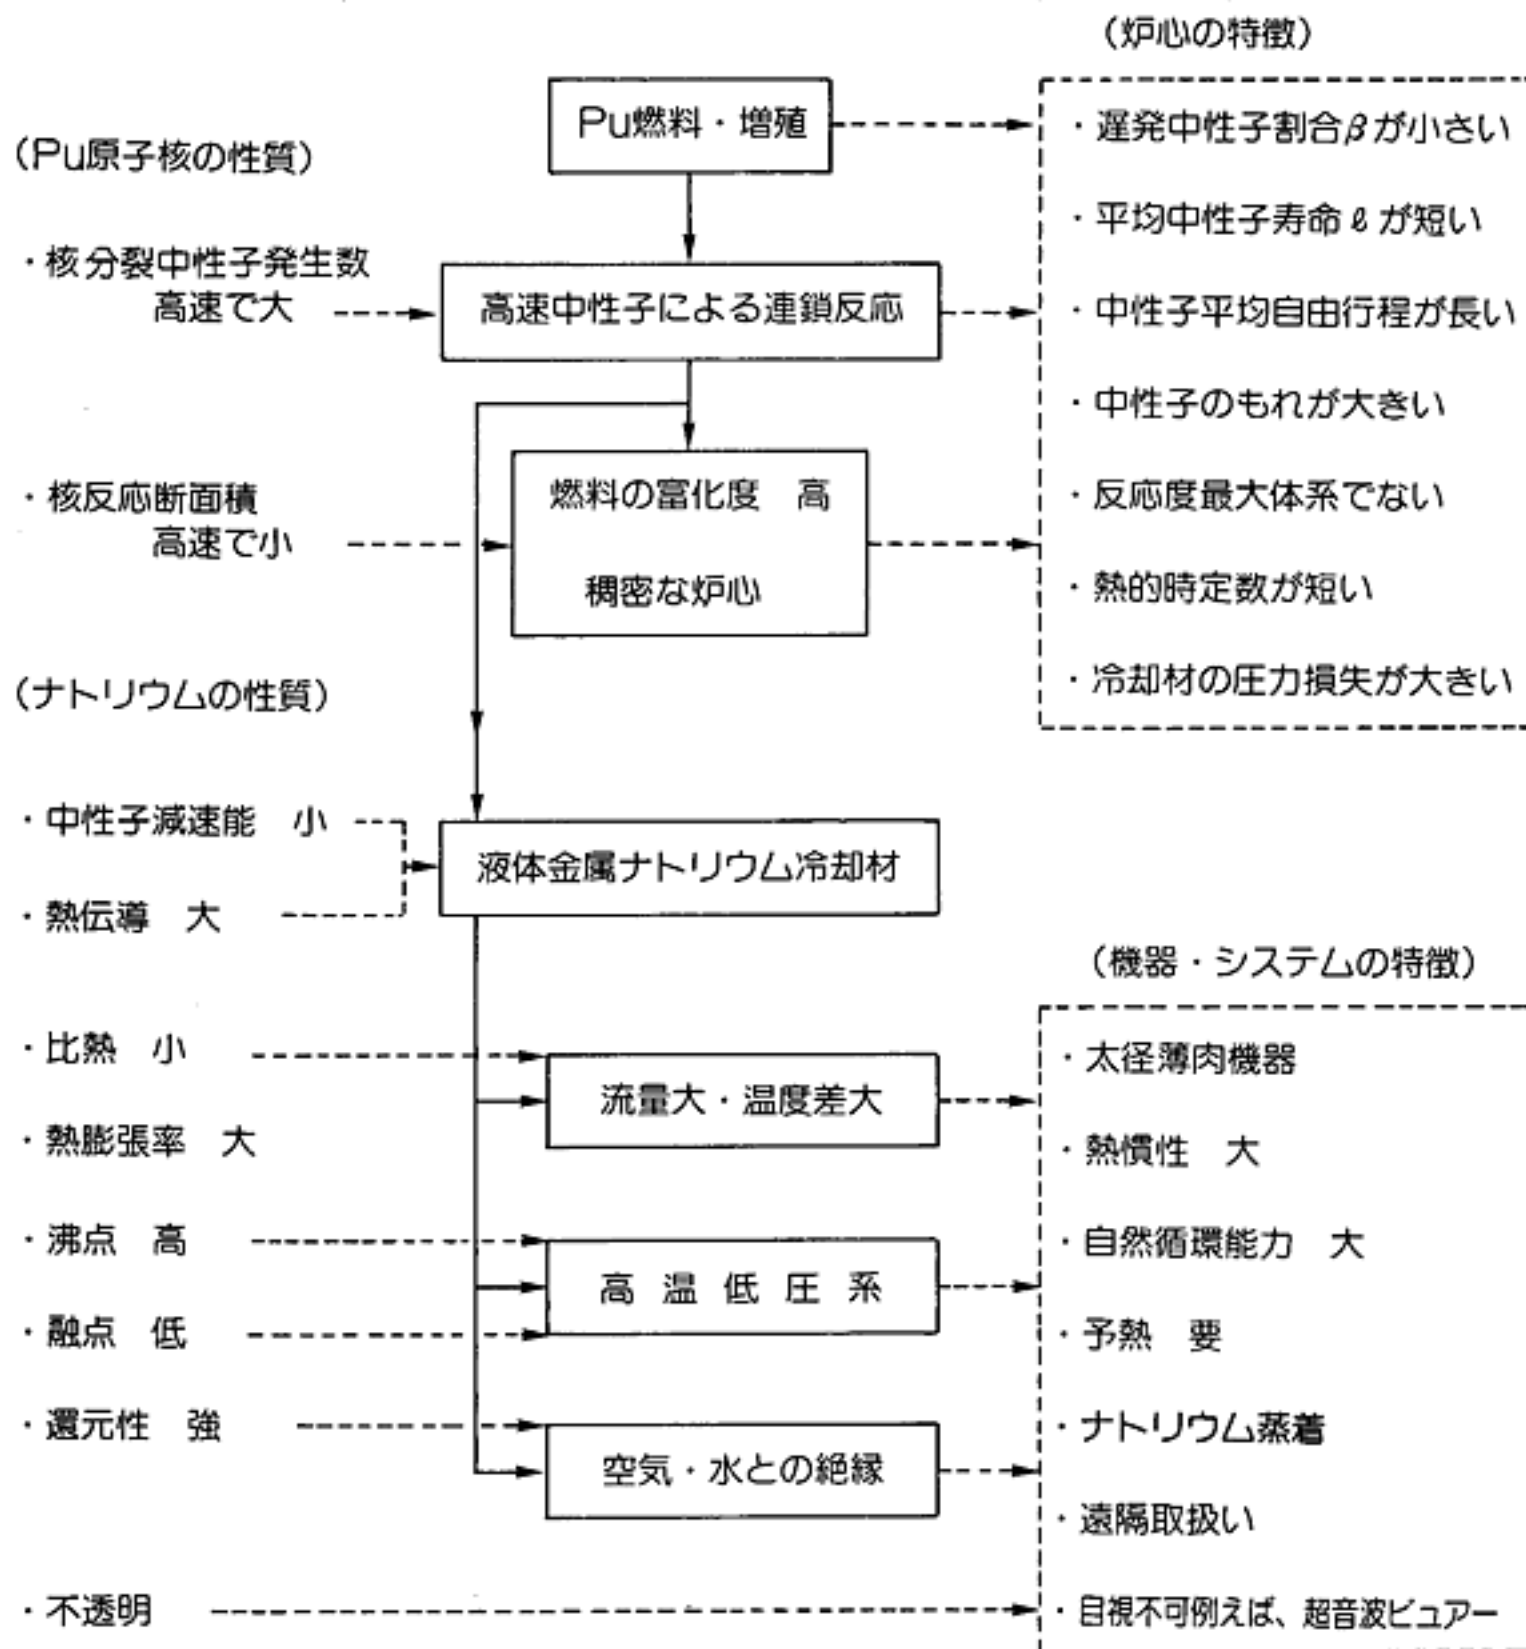 (炉心の特徴)
Pu燃料・増殖
・遅発中性子割合βが小さい
(Pu原子核の性質)
・平均中性子寿命ℓが短い
・核分裂中性子発生数
高速で大
高速中性子による連鎖反応
・中性子平均自由行程が長い
・中性子のもれが大きい
・核反応断面積
高速で小
燃料の富化度 高
稠密な炉心
・反応度最大体系でない
・熱的時定数が短い
(ナトリウムの性質)
・冷却材の圧力損失が大きい
・中性子減速能 小
液体金属ナトリウム冷却材
・熱伝導 大
(機器・システムの特徴)
・比熱 小
・太径薄肉機器
流量大・温度差大
・熱膨張率 大
・熱慣性 大
・沸点 高
・自然循環能力 大
高温低圧系
・融点 低
・予熱 要
・還元性 強
・ナトリウム蒸着
空気・水との絶縁
・遠隔取扱い
・不透明
・目視不可例えば、超音波ビュアー